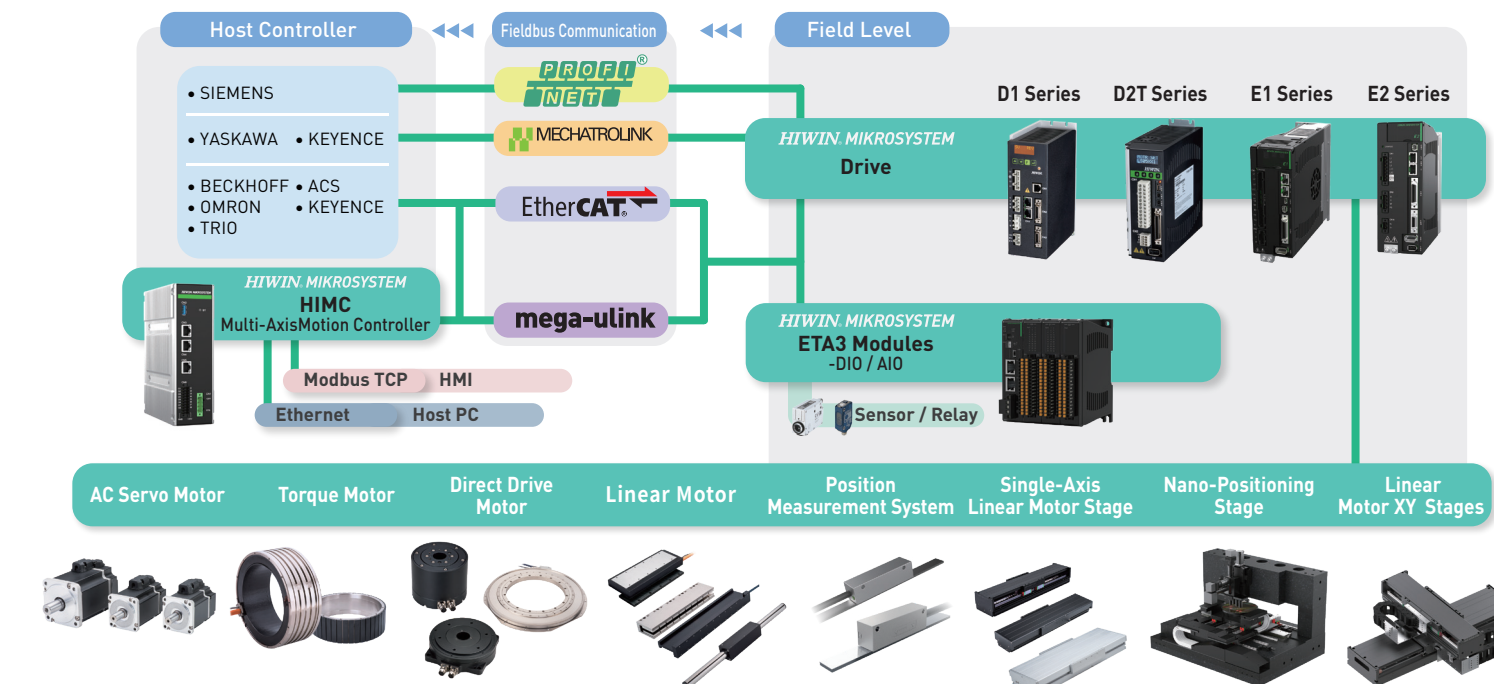 Host Controller
Fieldbus Communication
Field Level
• SIEMENS
• YASKAWA • KEYENCE
• BECKHOFF • ACS
• OMRON • KEYENCE
• TRIO
PROFI®
NET
MECHATROLINK
EtherCAT®
mega-ulink
D1 Series
D2T Series
E1 Series
E2 Series
HIWIN® MIKROSYSTEM
Drive
HIWIN® MIKROSYSTEM
HIMC
Multi-AxisMotion Controller
Modbus TCP
HMI
Ethernet
Host PC
HIWIN® MIKROSYSTEM
ETA3 Modules
-DIO / AIO
Sensor / Relay
AC Servo Motor
Torque Motor
Direct Drive
Motor
Linear Motor
Position
Measurement System
Single-Axis
Linear Motor Stage
Nano-Positioning
Stage
Linear
Motor XY Stages